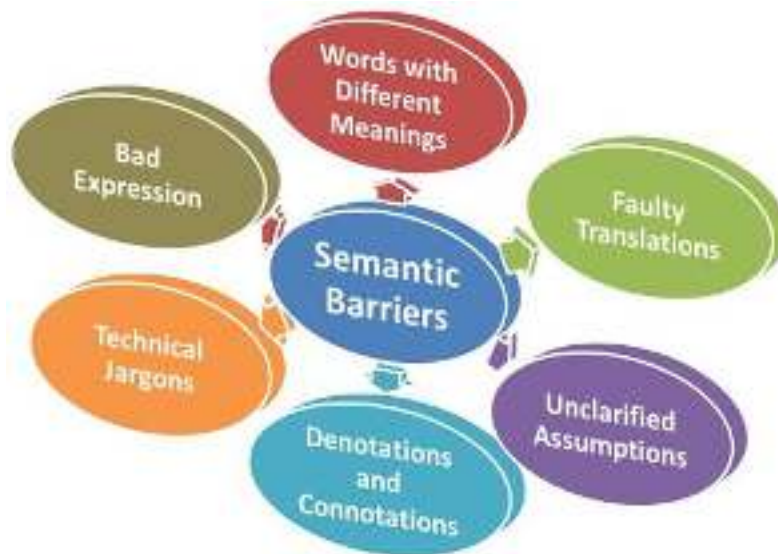 Words with
Different
Meanings
Bad
Expression
Faulty
Translations
Semantic
Barriers
Technical
Jargons
Unclarified
Assumptions
Denotations
and
Connotations